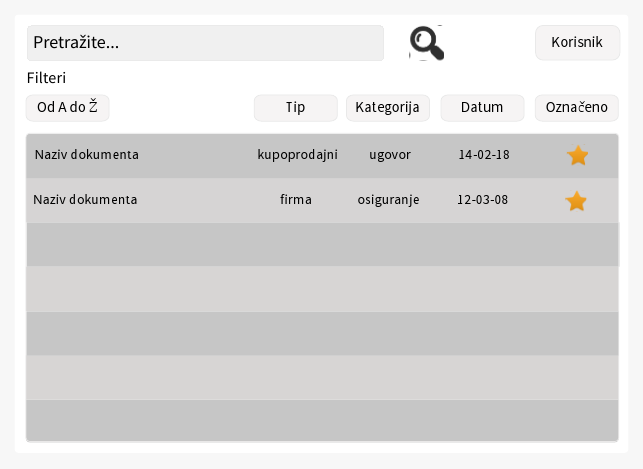 Pretražite...
Korisnik
Filteri
Od A do Ž Tip Kategorija Datum Označeno
Naziv dokumenta kupoprodajni ugovor 14-02-18
Naziv dokumenta firma osiguranje 12-03-08